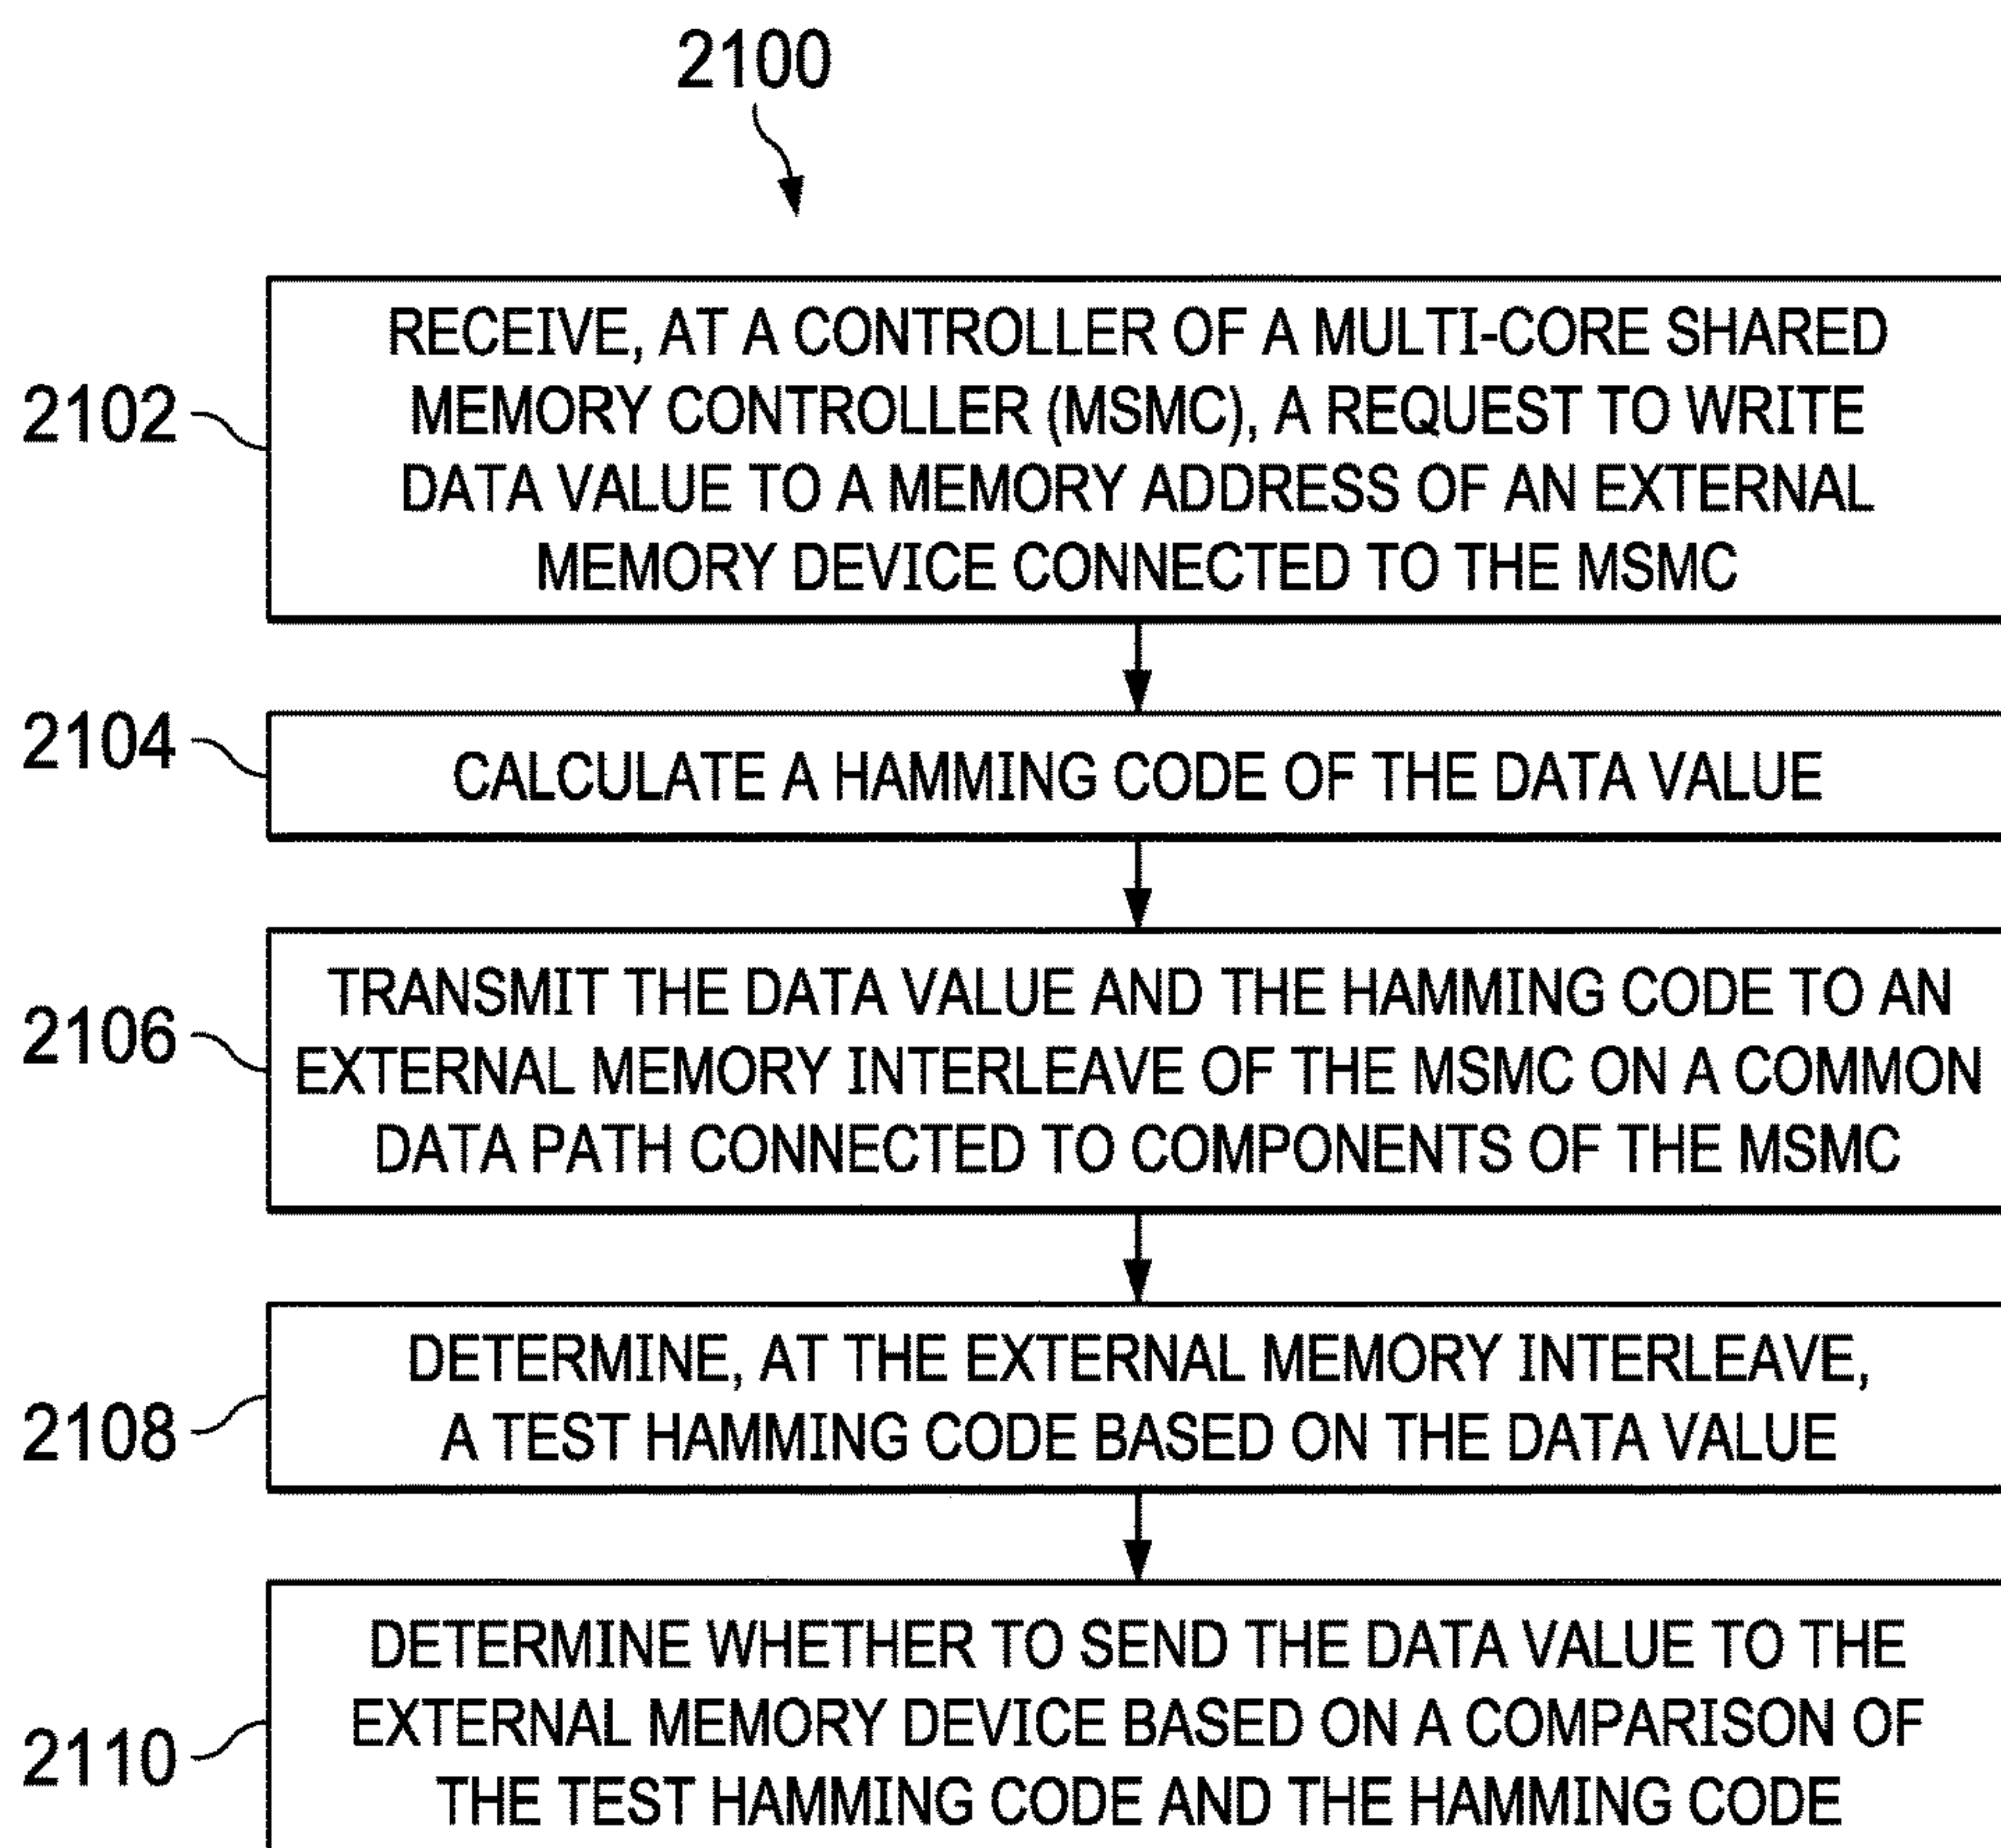 2100
2102
RECEIVE, AT A CONTROLLER OF A MULTI-CORE SHARED
MEMORY CONTROLLER (MSMC), A REQUEST TO WRITE
DATA VALUE TO A MEMORY ADDRESS OF AN EXTERNAL
MEMORY DEVICE CONNECTED TO THE MSMC
2104
CALCULATE A HAMMING CODE OF THE DATA VALUE
2106
TRANSMIT THE DATA VALUE AND THE HAMMING CODE TO AN
EXTERNAL MEMORY INTERLEAVE OF THE MSMC ON A COMMON
DATA PATH CONNECTED TO COMPONENTS OF THE MSMC
2108
DETERMINE, AT THE EXTERNAL MEMORY INTERLEAVE,
A TEST HAMMING CODE BASED ON THE DATA VALUE
2110
DETERMINE WHETHER TO SEND THE DATA VALUE TO THE
EXTERNAL MEMORY DEVICE BASED ON A COMPARISON OF
THE TEST HAMMING CODE AND THE HAMMING CODE